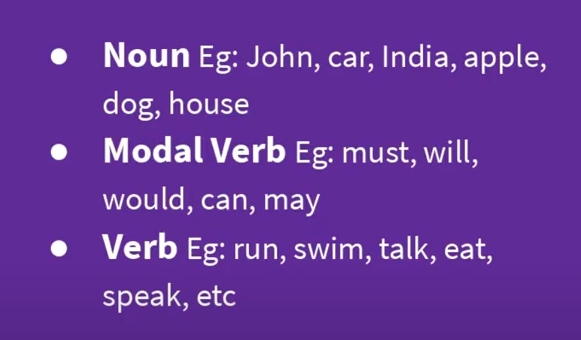 ● Noun Eg: John, car, India, apple,
dog, house
● Modal Verb Eg: must, will,
would, can, may
● Verb Eg: run, swim, talk, eat,
speak, etc